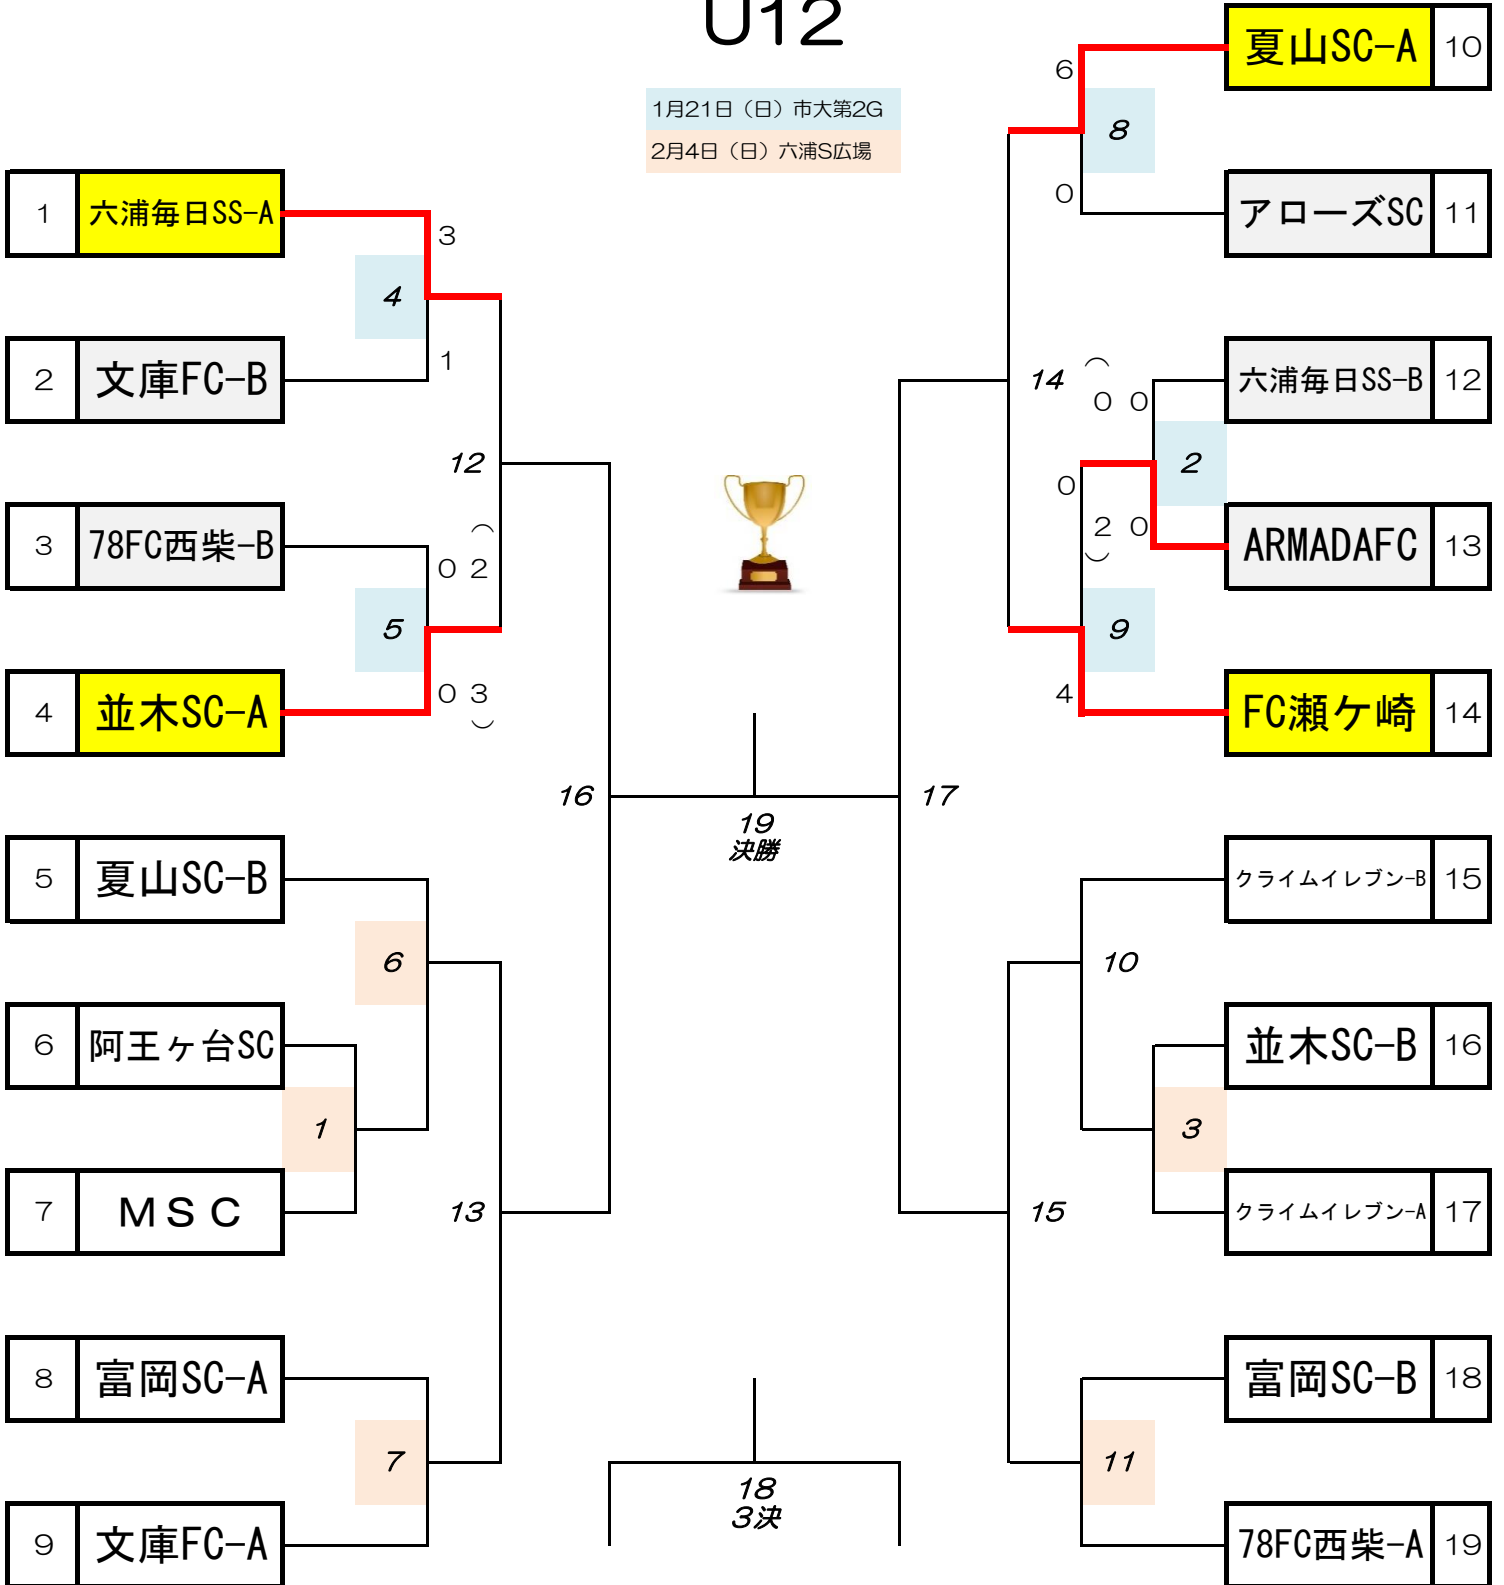 U12
1月21日（日）市大第2G
2月4日（日）六浦S広場
1 六浦毎日SS-A
3
4
2 文庫FC-B
1
12
3 78FC西柴-B
0 （2
5
4 並木SC-A
0 3）
16
5 夏山SC-B
6
6 阿王ヶ台SC
1
7 ＭＳＣ
13
8 富岡SC-A
7
9 文庫FC-A
19
決勝
18
3決
夏山SC-A 10
6
8
0
アローズSC 11
14
（0 0
六浦毎日SS-B 12
2
0
2） 0
ARMADAFC 13
9
4
FC瀬ケ崎 14
17
クライムイレブン-B 15
10
並木SC-B 16
3
クライムイレブン-A 17
15
富岡SC-B 18
11
78FC西柴-A 19